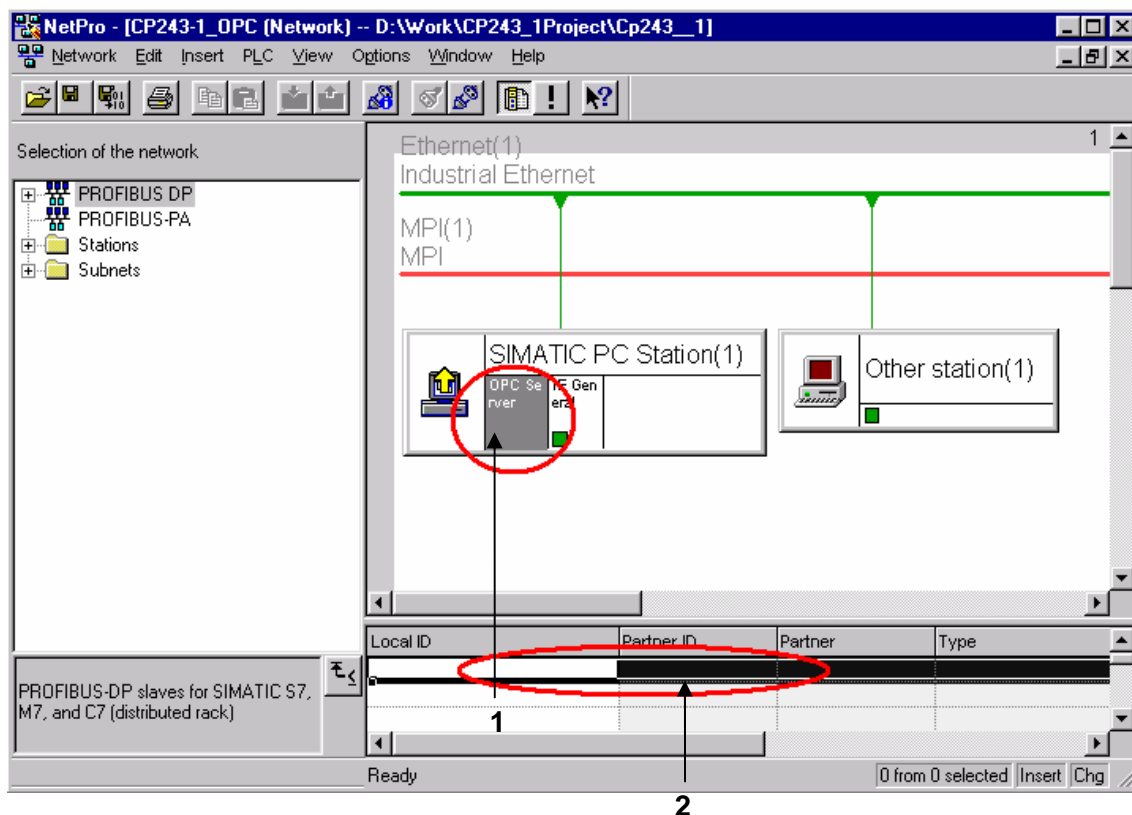 NetPro - [CP243-1_OPC (Network) -- D:\Work\CP243_1Project\Cp243__1]
Network Edit Insert PLC View Options Window Help
Selection of the network
PROFIBUS DP
PROFIBUS-PA
Stations
Subnets
PROFIBUS-DP slaves for SIMATIC S7,
M7, and C7 (distributed rack)
1
Ethernet(1)
Industrial Ethernet
MPI(1)
MPI
SIMATIC PC Station(1)
OPC Se
rver
IE Gen
eral
Other station(1)
Local ID Partner ID Partner Type
1
Ready 0 from 0 selected Insert Chg
2